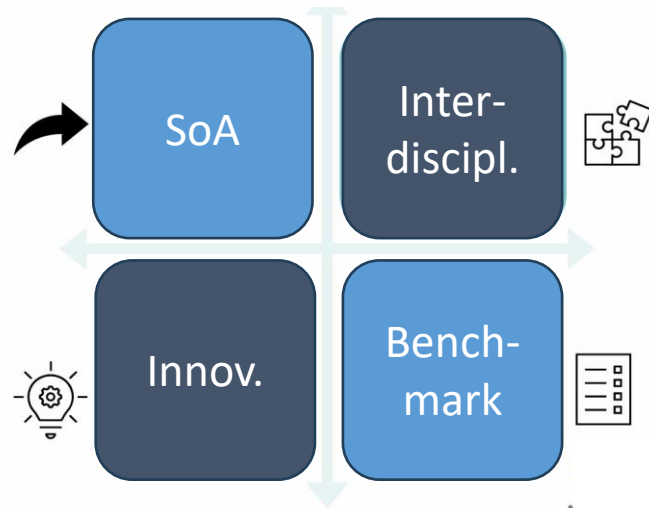 SoA
Inter-
discipl.
Innov.
Bench-
mark